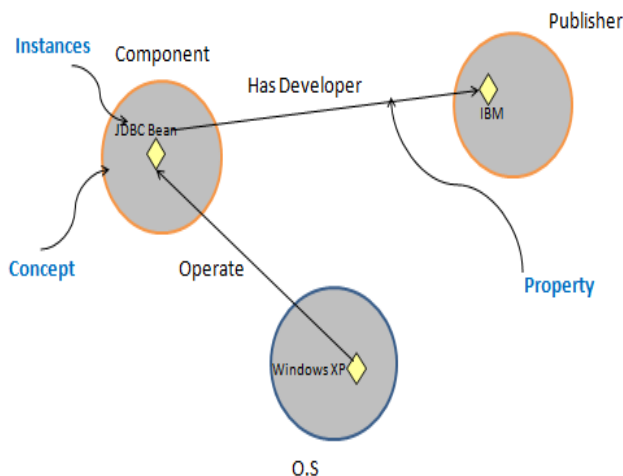 Publisher
Instances
Component
Has Developer
JDBC Bean
IBM
Concept
Operate
Property
Windows XP
O.S